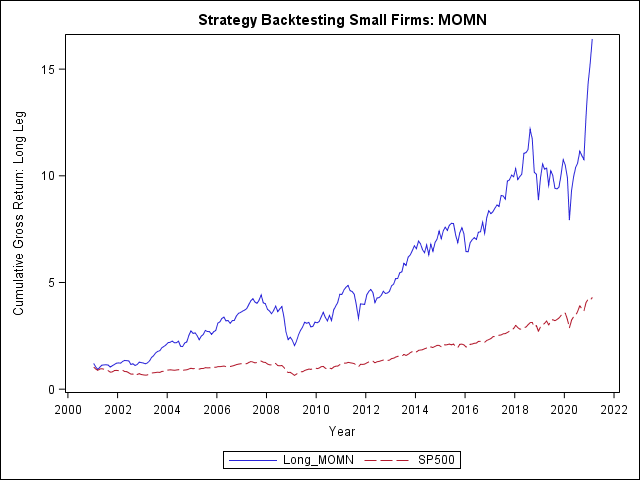 Strategy Backtesting Small Firms: MOMN
Cumulative Gross Return: Long Leg
15
10
5
0
2000 2002 2004 2006 2008 2010 2012 2014 2016 2018 2020 2022
Year
Long_MOMN SP500